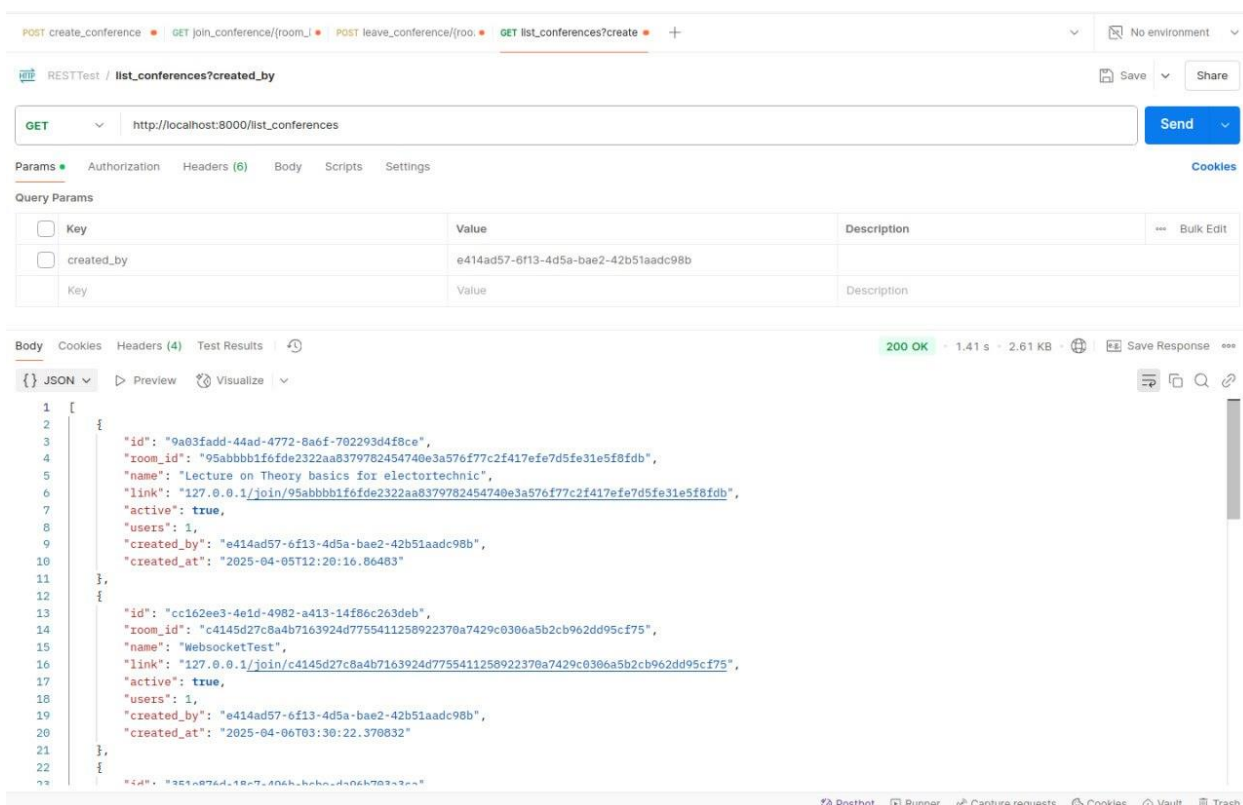 POST create_conference GET join_conference/{room_i POST leave_conference/{roo. GET list_conferences?create + No environment
HTTP RESTTest / list_conferences?created_by Save Share
GET http://localhost:8000/list_conferences Send
Params Authorization Headers (6) Body Scripts Settings Cookies
Query Params
Key Value Description Bulk Edit
created_by e414ad57-6f13-4d5a-bae2-42b51aadc98b
Key Value Description
Body Cookies Headers (4) Test Results 200 OK 1.41 s 2.61 KB Save Response
{} JSON Preview Visualize
1 [
2 {
3 "id": "9a03fadd-44ad-4772-8a6f-702293d4f8ce",
4 "room_id": "95abbbb1f6fde2322aa8379782454740e3a576f77c2f417efe7d5fe31e5f8fdb",
5 "name": "Lecture on Theory basics for electortechnic",
6 "link": "127.0.0.1/join/95abbbb1f6fde2322aa8379782454740e3a576f77c2f417efe7d5fe31e5f8fdb",
7 "active": true,
8 "users": 1,
9 "created_by": "e414ad57-6f13-4d5a-bae2-42b51aadc98b",
10 "created_at": "2025-04-05T12:20:16.86483"
11 },
12 {
13 "id": "cc162ee3-4e1d-4982-a413-14f86c263deb",
14 "room_id": "c4145d27c8a4b7163924d7755411258922370a7429c0306a5b2cb962dd95cf75",
15 "name": "WebsocketTest",
16 "link": "127.0.0.1/join/c4145d27c8a4b7163924d7755411258922370a7429c0306a5b2cb962dd95cf75",
17 "active": true,
18 "users": 1,
19 "created_by": "e414ad57-6f13-4d5a-bae2-42b51aadc98b",
20 "created_at": "2025-04-06T03:30:22.370832"
21 },
22 {
23 "id":
Postbot Runner Capture requests Cookies Vault Trash